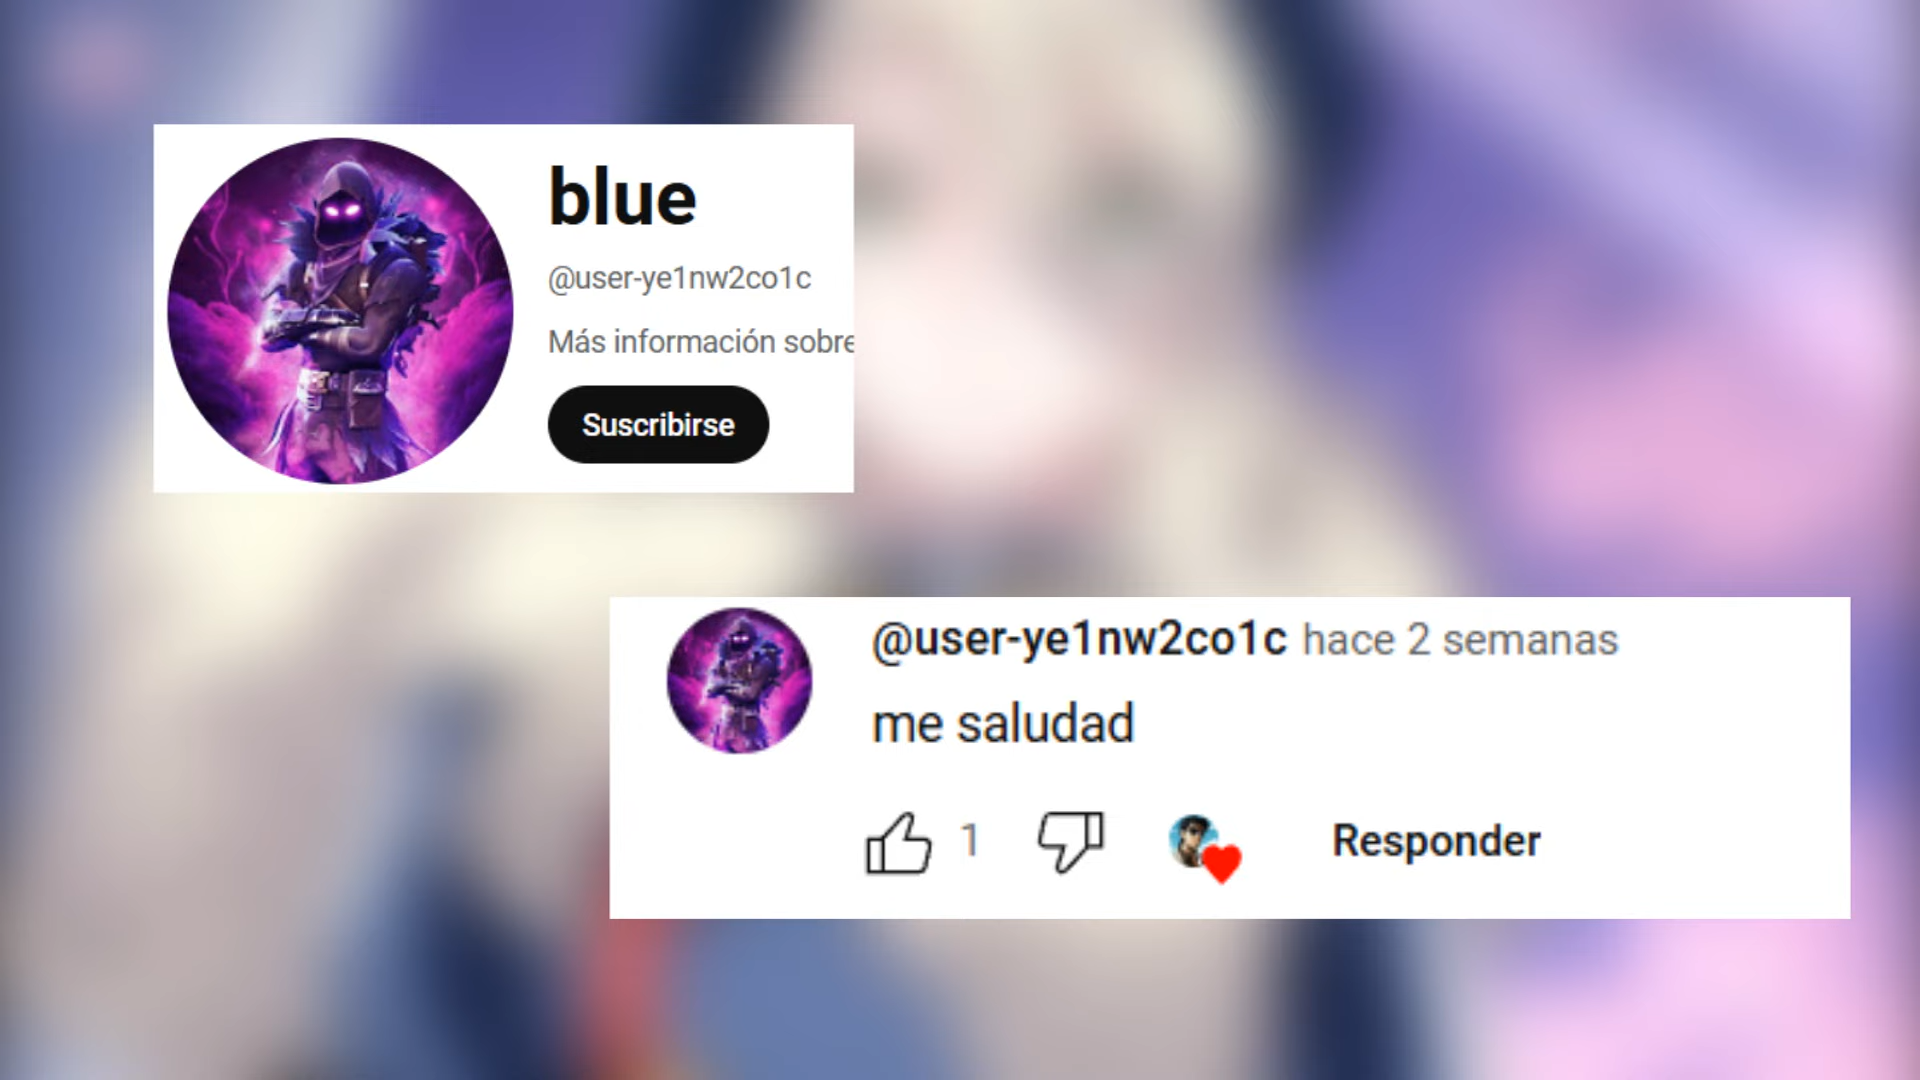 blue
@user-ye1nw2co1c
Más información sobre
Suscribirse
@user-ye1nw2co1c hace 2 semanas
me saludad
1
Responder